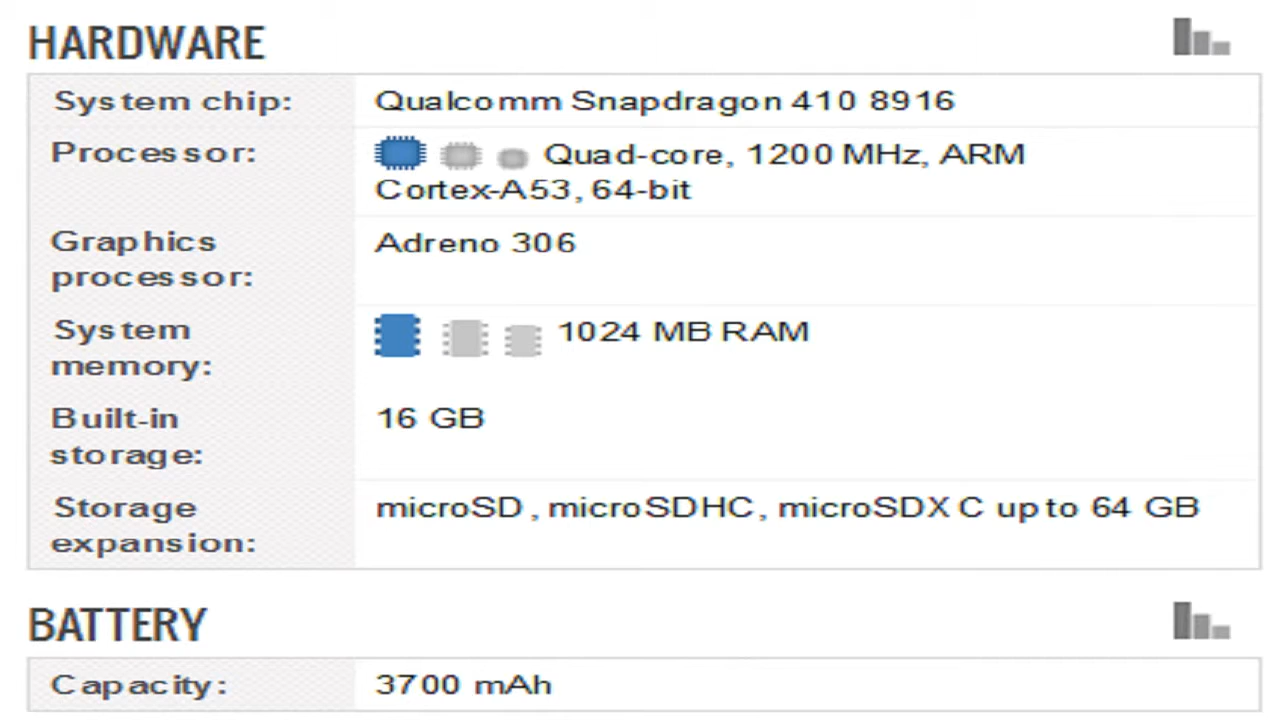 HARDWARE
System chip: Qualcomm Snapdragon 410 8916
Processor: Quad-core, 1200 MHz, ARM
Cortex-A53, 64-bit
Graphics
processor:
Adreno 306
System
memory:
1024 MB RAM
Built-in
storage:
16 GB
Storage
expansion:
microSD, microSDHC, microSDXC up to 64 GB
BATTERY
Capacity: 3700 mAh